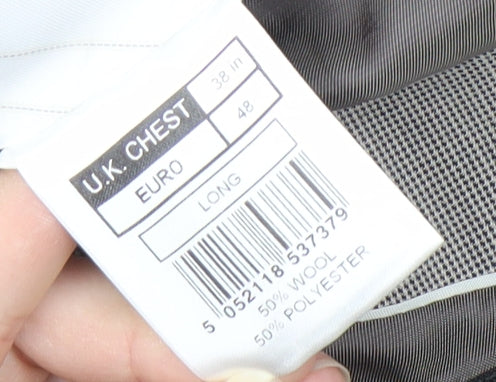 U.K. CHEST 38 in
EURO 48
LONG
5 052118 537379
50% WOOL
50% POLYESTER